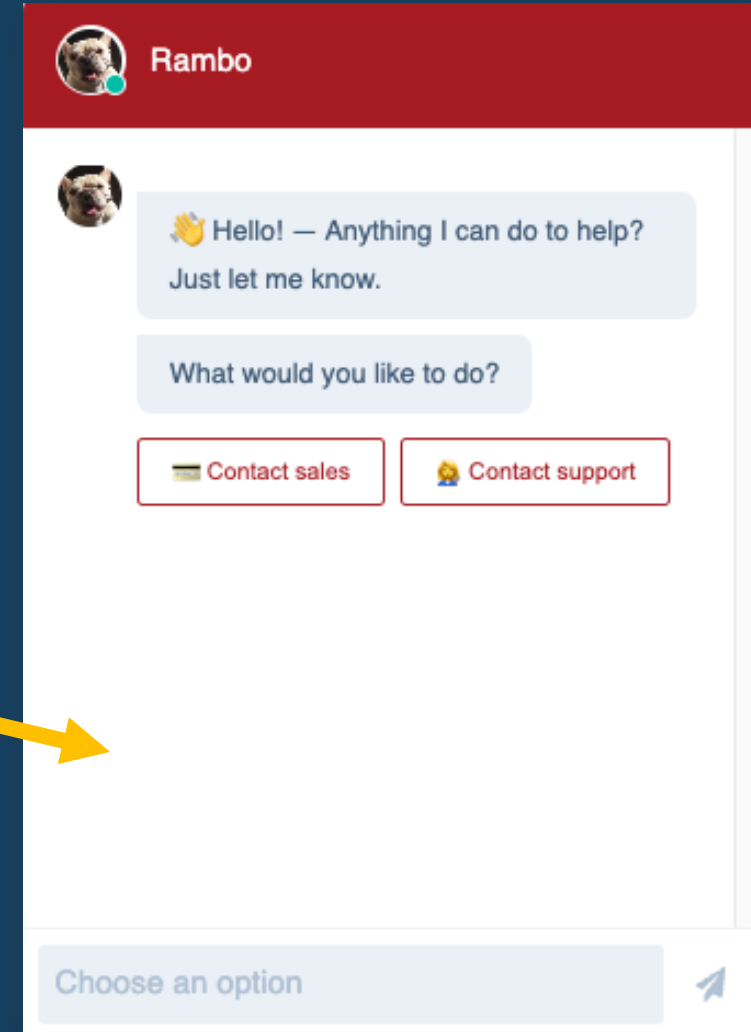 Rambo
👋 Hello! — Anything I can do to help?
Just let me know.
What would you like to do?
💳 Contact sales
🙋‍♀️ Contact support
Choose an option